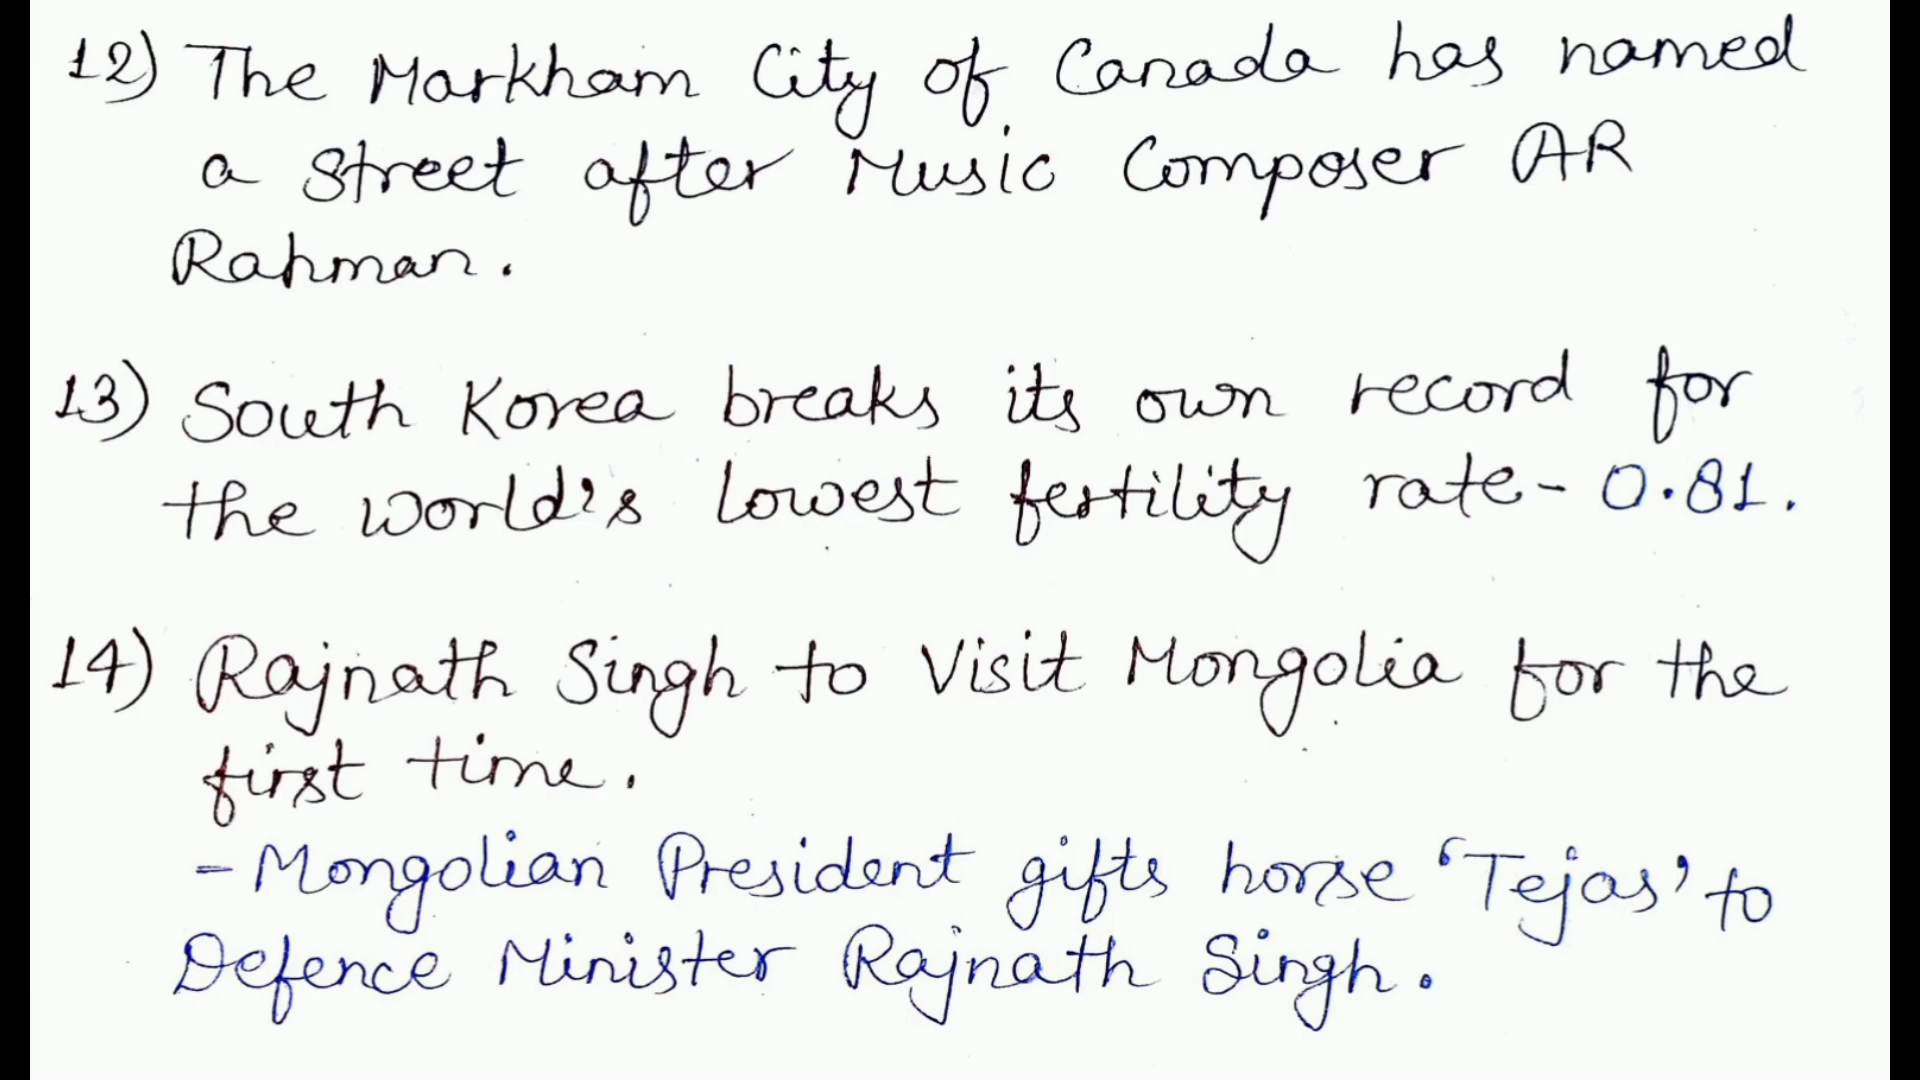 12) The Markham City of Canada has named
a Street after Music Composer AR
Rahman.
13) South Korea breaks its own record for
the world's lowest fertility rate - 0.81.
14) Rajnath Singh to Visit Mongolia for the
first time.
- Mongolian President gifts horse 'Tejas' to
Defence Minister Rajnath Singh.